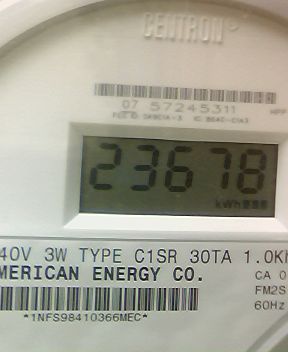 CENTRON
07 57245311
23678
kWh
40V 3W TYPE C1SR 30TA 1.0Kh
MERICAN ENERGY CO.
CA 0
FM2S
60Hz
*1NFS98410366MEC*